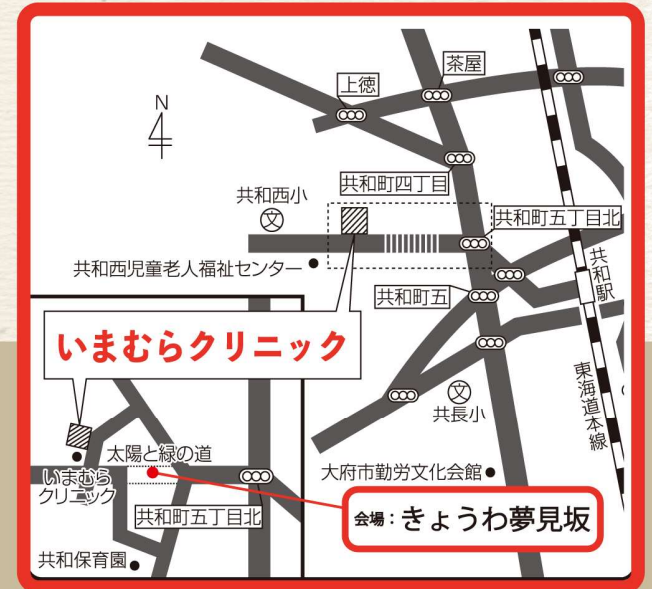 茶屋
上徳
N
共和町四丁目
共和西小
文
共和町五丁目北
共和西児童老人福祉センター
共和駅
共和町五
いまむらクリニック
東海道本線
文
共長小
太陽と緑の道
いまむら
クリニック
大府市勤労文化会館
共和町五丁目北
会場：きょうわ夢見坂
共和保育園